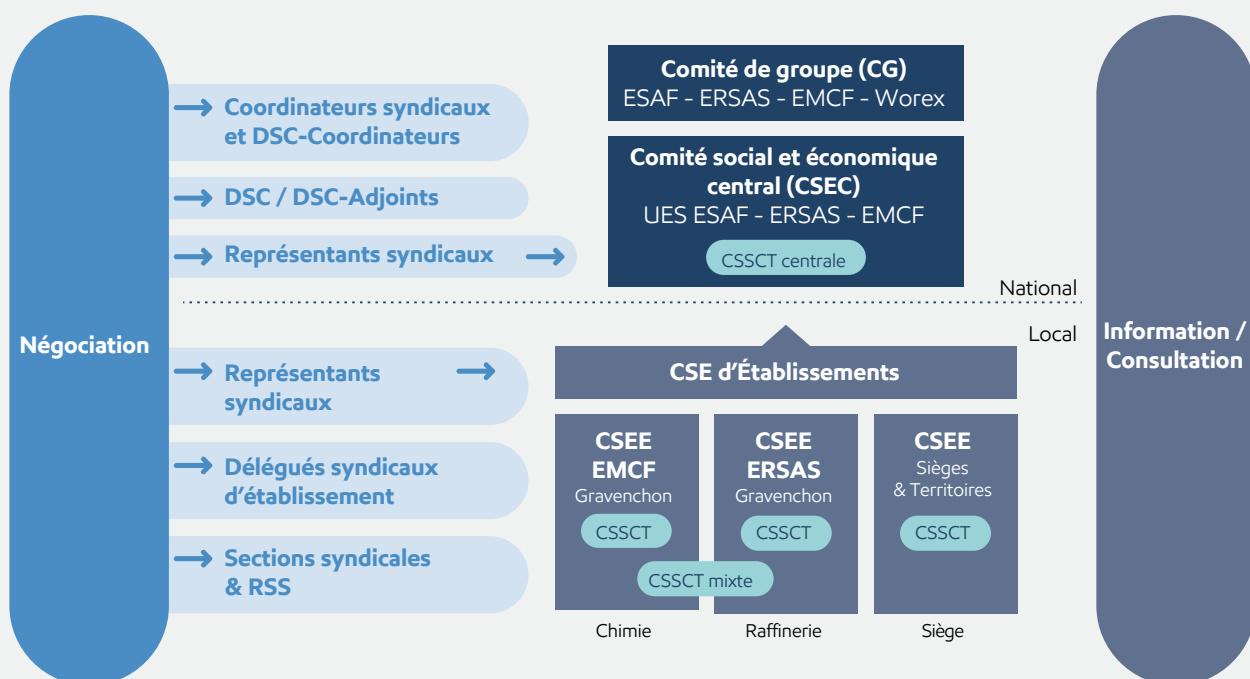 Négociation
Coordinateurs syndicaux
et DSC-Coordinateurs
DSC / DSC-Adjoints
Représentants syndicaux
Comité de groupe (CG)
ESAF - ERSAS - EMCF - Worex
Comité social et économique
central (CSEC)
UES ESAF - ERSAS - EMCF
CSSCT centrale
National
Local
Représentants
syndicaux
Délégués syndicaux
d’établissement
Sections syndicales
& RSS
CSE d’Établissements
CSEE
EMCF
Gravenchon
CSSCT
CSEE
ERSAS
Gravenchon
CSSCT
CSSCT mixte
CSEE
Sièges
& Territoires
CSSCT
Chimie
Raffinerie
Siège
Information /
Consultation